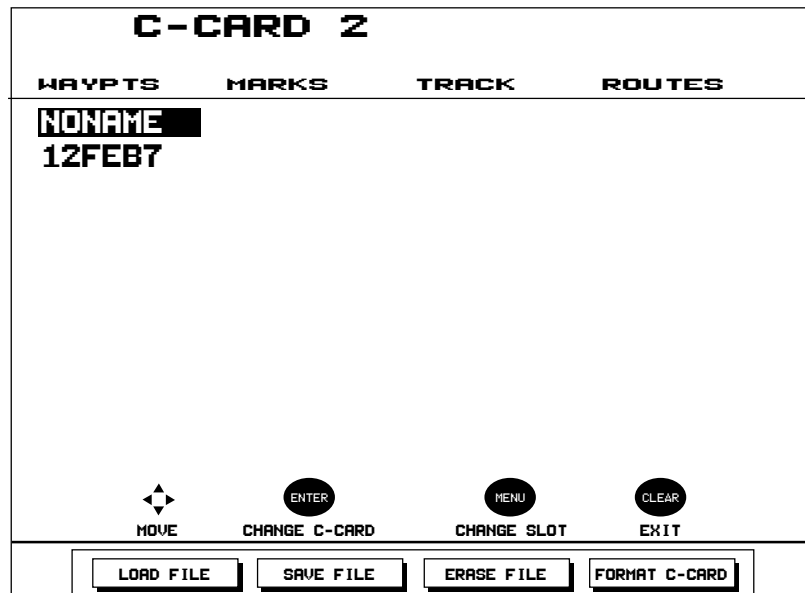 C-CARD 2
WAYPTS MARKS TRACK ROUTES
NONAME
12FEB7
ENTER MENU CLEAR
MOVE CHANGE C-CARD CHANGE SLOT EXIT
LOAD FILE SAVE FILE ERASE FILE FORMAT C-CARD